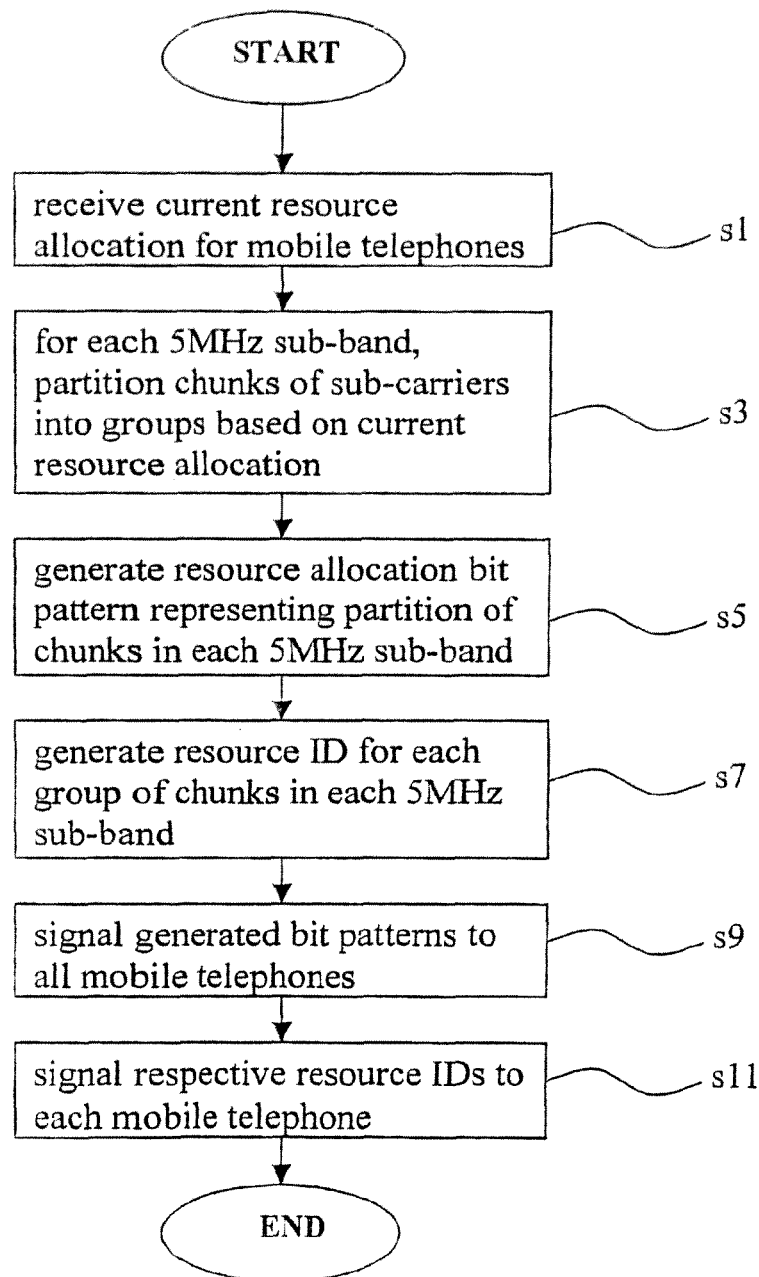 START
receive current resource
allocation for mobile telephones
s1
for each 5MHz sub-band,
partition chunks of sub-carriers
into groups based on current
resource allocation
s3
generate resource allocation bit
pattern representing partition of
chunks in each 5MHz sub-band
s5
generate resource ID for each
group of chunks in each 5MHz
sub-band
s7
signal generated bit patterns to
all mobile telephones
s9
signal respective resource IDs to
each mobile telephone
s11
END